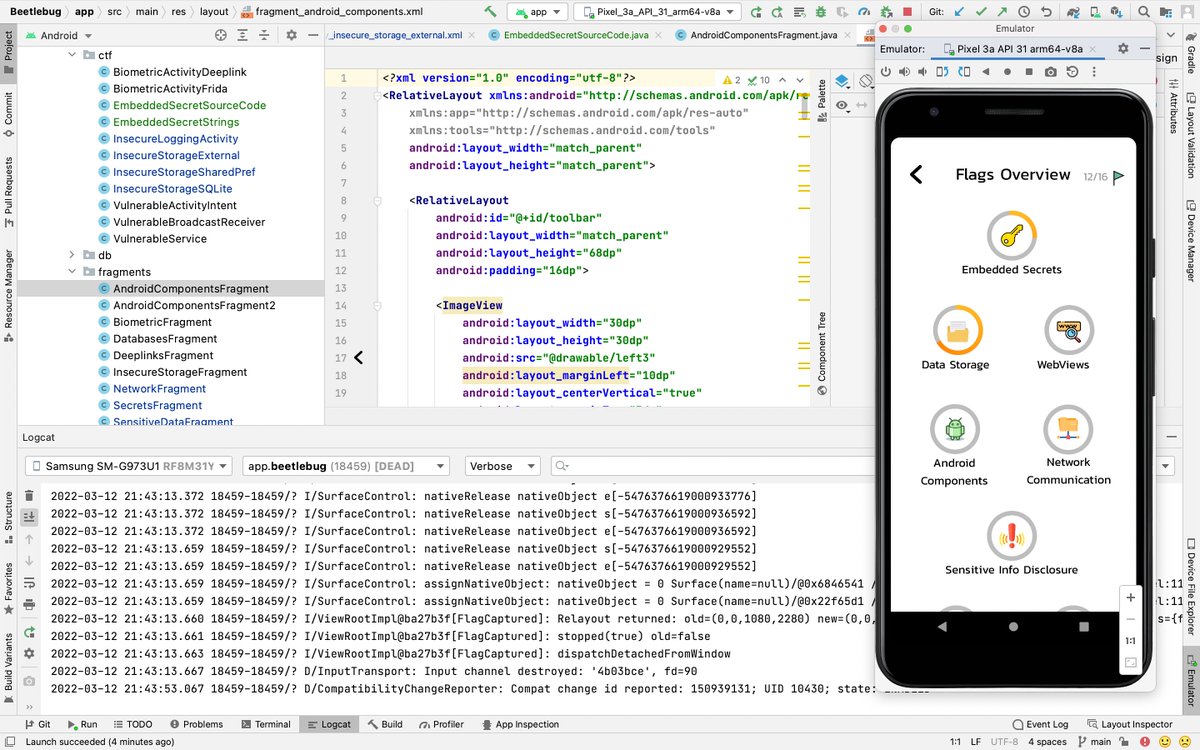 Beetlebug
app
src
main
res
layout
fragment_android_components.xml
app
Pixel_3a_API_31_arm64-v8a
Git:
Android
_insecure_storage_external.xml
EmbeddedSecretSourceCode.java
AndroidComponentsFragment.java
ctf
BiometricActivityDeeplink
BiometricActivityFrida
EmbeddedSecretSourceCode
EmbeddedSecretStrings
InsecureLoggingActivity
InsecureStorageExternal
InsecureStorageSharedPref
InsecureStorageSQLite
VulnerableActivityIntent
VulnerableBroadcastReceiver
VulnerableService
db
fragments
AndroidComponentsFragment
AndroidComponentsFragment2
BiometricFragment
DatabasesFragment
DeeplinksFragment
InsecureStorageFragment
NetworkFragment
SecretsFragment
SensitiveDataFragment
Project
Commit
Pull Requests
Resource Manager
Structure
Favorites
Build Variants
1 <?xml version="1.0" encoding="utf-8"?>
2 <RelativeLayout xmlns:android="http://schemas.android.com/apk/re
3 xmlns:app="http://schemas.android.com/apk/res-auto"
4 xmlns:tools="http://schemas.android.com/tools"
5 android:layout_width="match_parent"
6 android:layout_height="match_parent">
7
8 <RelativeLayout
9 android:id="@+id/toolbar"
10 android:layout_width="match_parent"
11 android:layout_height="68dp"
12 android:padding="16dp">
13
14 <ImageView
15 android:layout_width="30dp"
16 android:layout_height="30dp"
17 android:src="@drawable/left3"
18 android:layout_marginLeft="10dp"
19 android:layout_centerVertical="true"
2
10
Palette
Component Tree
Emulator
Emulator:
Pixel 3a API 31 arm64-v8a
Flags Overview
12/16
Embedded Secrets
Data Storage
WebViews
Android
Components
Network
Communication
Sensitive Info Disclosure
1:1
sign
Attributes
Gradle
Layout Validation
Device Manager
Device File Explorer
Emulator
Logcat
Samsung SM-G973U1 RF8M31Y
app.beetlebug (18459) [DEAD]
Verbose
2022-03-12 21:43:13.372 18459-18459/? I/SurfaceControl: nativeRelease nativeObject e[-5476376619000933776]
2022-03-12 21:43:13.372 18459-18459/? I/SurfaceControl: nativeRelease nativeObject s[-5476376619000936592]
2022-03-12 21:43:13.372 18459-18459/? I/SurfaceControl: nativeRelease nativeObject e[-5476376619000936592]
2022-03-12 21:43:13.659 18459-18459/? I/SurfaceControl: nativeRelease nativeObject s[-5476376619000929552]
2022-03-12 21:43:13.659 18459-18459/? I/SurfaceControl: nativeRelease nativeObject e[-5476376619000929552]
2022-03-12 21:43:13.659 18459-18459/? I/SurfaceControl: assignNativeObject: nativeObject = 0 Surface(name=null)/@0x6846541 /
2022-03-12 21:43:13.659 18459-18459/? I/SurfaceControl: assignNativeObject: nativeObject = 0 Surface(name=null)/@0x22f65d1 /
2022-03-12 21:43:13.660 18459-18459/? I/ViewRootImpl@ba27b3f[FlagCaptured]: Relayout returned: old=(0,0,1080,2280) new=(0,0,
2022-03-12 21:43:13.661 18459-18459/? I/ViewRootImpl@ba27b3f[FlagCaptured]: stopped(true) old=false
2022-03-12 21:43:13.663 18459-18459/? I/ViewRootImpl@ba27b3f[FlagCaptured]: dispatchDetachedFromWindow
2022-03-12 21:43:13.667 18459-18459/? D/InputTransport: Input channel destroyed: '4b03bce', fd=90
2022-03-12 21:43:53.067 18459-18459/? D/CompatibilityChangeReporter: Compat change id reported: 150939131; UID 10430; state:
Git
Run
TODO
Problems
Terminal
Logcat
Build
Profiler
App Inspection
Event Log
Layout Inspector
Launch succeeded (4 minutes ago)
1:1
LF
UTF-8
4 spaces
main